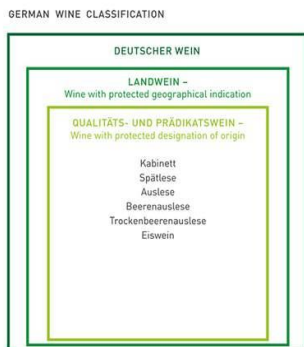 GERMAN WINE CLASSIFICATION
DEUTSCHER WEIN
LANDWEIN –
Wine with protected geographical indication
QUALITÄTS- UND PRÄDIKATSWEIN –
Wine with protected designation of origin
Kabinett
Spätlese
Auslese
Beerenauslese
Trockenbeerenauslese
Eiswein